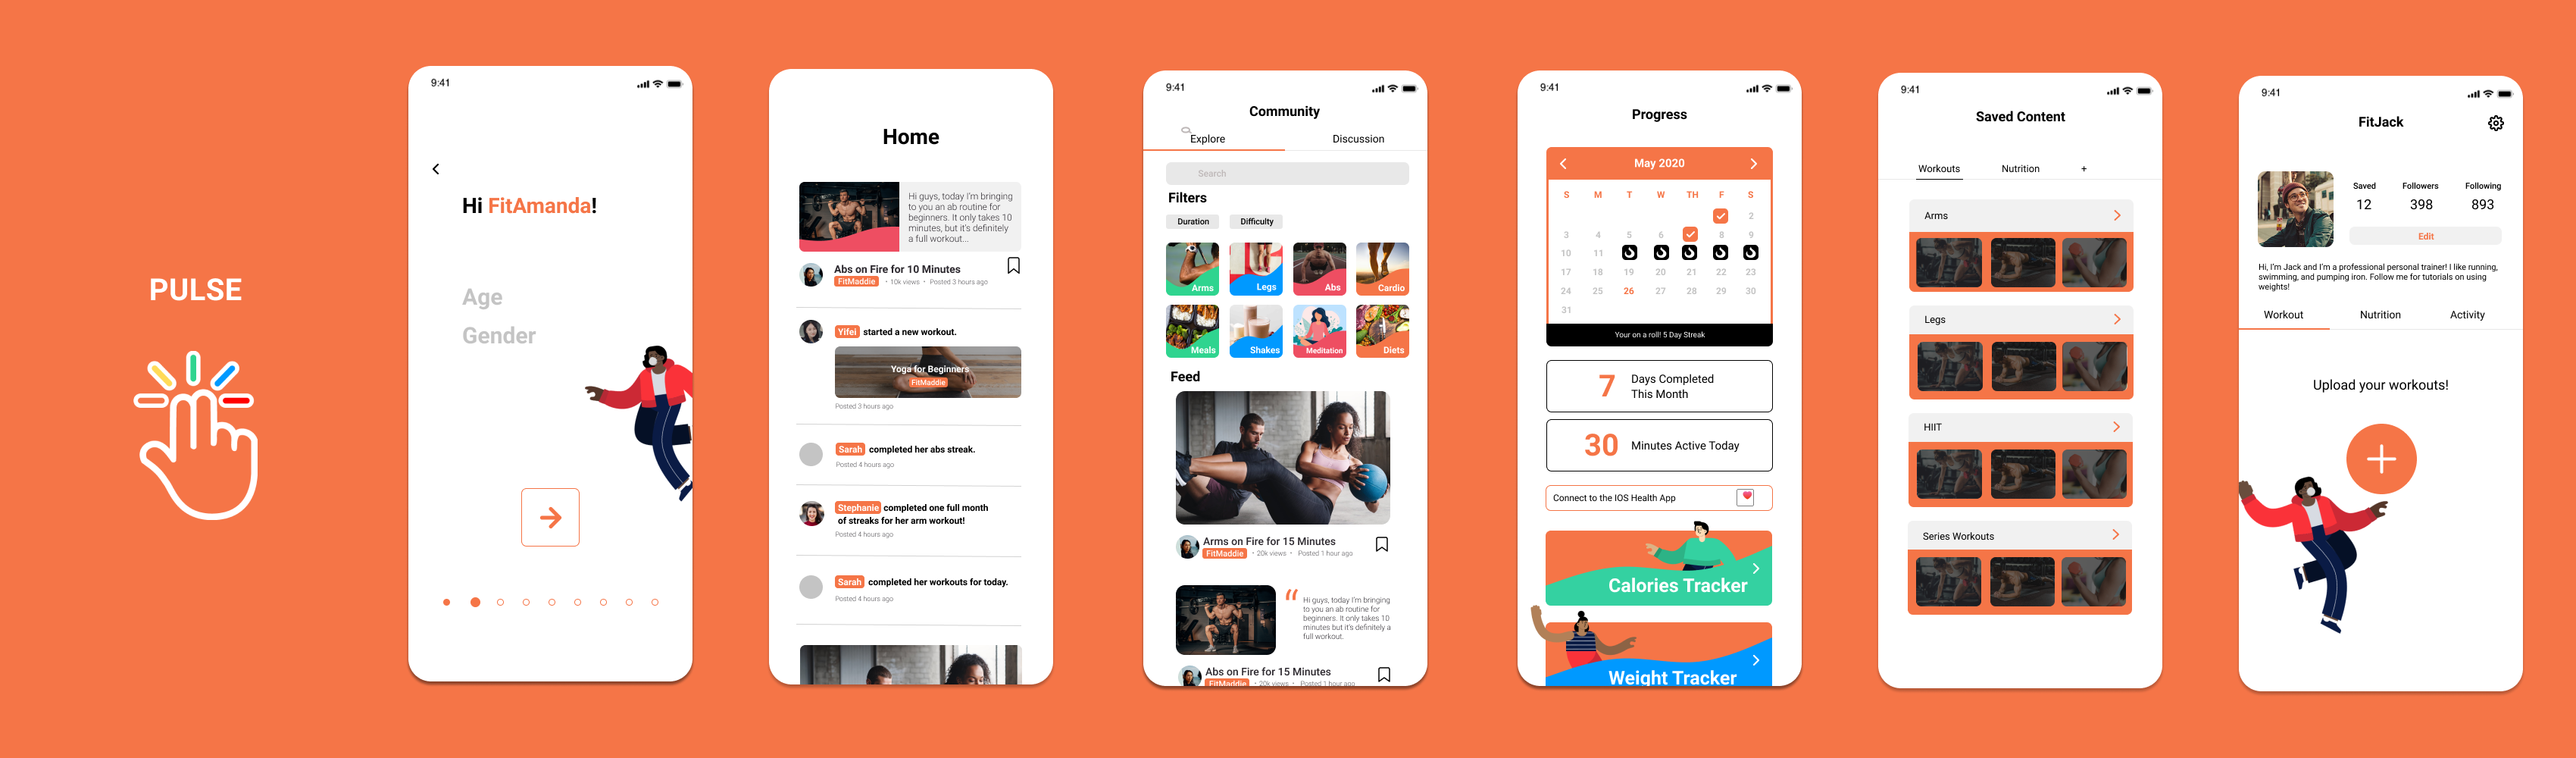 PULSE
9:41
Hi FitAmanda!
Age
Gender
Home
Hi guys, today I'm bringing
to you an ab routine for
beginners. It only takes 10
minutes, but it's definitely
a full workout...
Abs on Fire for 10 Minutes
FitMaddie • 10k views • Posted 3 hours ago
Yifei started a new workout.
Yoga for Beginners
FitMaddie
Posted 3 hours ago
Sarah completed her abs streak.
Posted 4 hours ago
Stephanie completed one full month
of streaks for her arm workout!
Posted 4 hours ago
Sarah completed her workouts for today.
Posted 4 hours ago
9:41
Community
Explore Discussion
Search
Filters
Duration Difficulty
Arms Legs Abs Cardio
Meals Shakes Meditation Diets
Feed
Arms on Fire for 15 Minutes
FitMaddie • 20k views • Posted 1 hour ago
“ Hi guys, today I'm bringing
to you an ab routine for
beginners. It only takes 10
minutes but it's definitely a
full workout.
Abs on Fire for 15 Minutes
FitMaddie • 20k views • Posted 1 hour ago
9:41
Progress
May 2020
S M T W TH F S
2
3 4 5 6 8 9
10 11
17 18 19 20 21 22 23
24 25 26 27 28 29 30
31
Your on a roll! 5 Day Streak
7 Days Completed
This Month
30 Minutes Active Today
Connect to the IOS Health App
Calories Tracker
Weight Tracker
9:41
Saved Content
Workouts Nutrition +
Arms
Legs
HIIT
Series Workouts
9:41
FitJack
Saved Followers Following
12 398 893
Edit
Hi, I'm Jack and I'm a professional personal trainer! I like running,
swimming, and pumping iron. Follow me for tutorials on using
weights!
Workout Nutrition Activity
Upload your workouts!